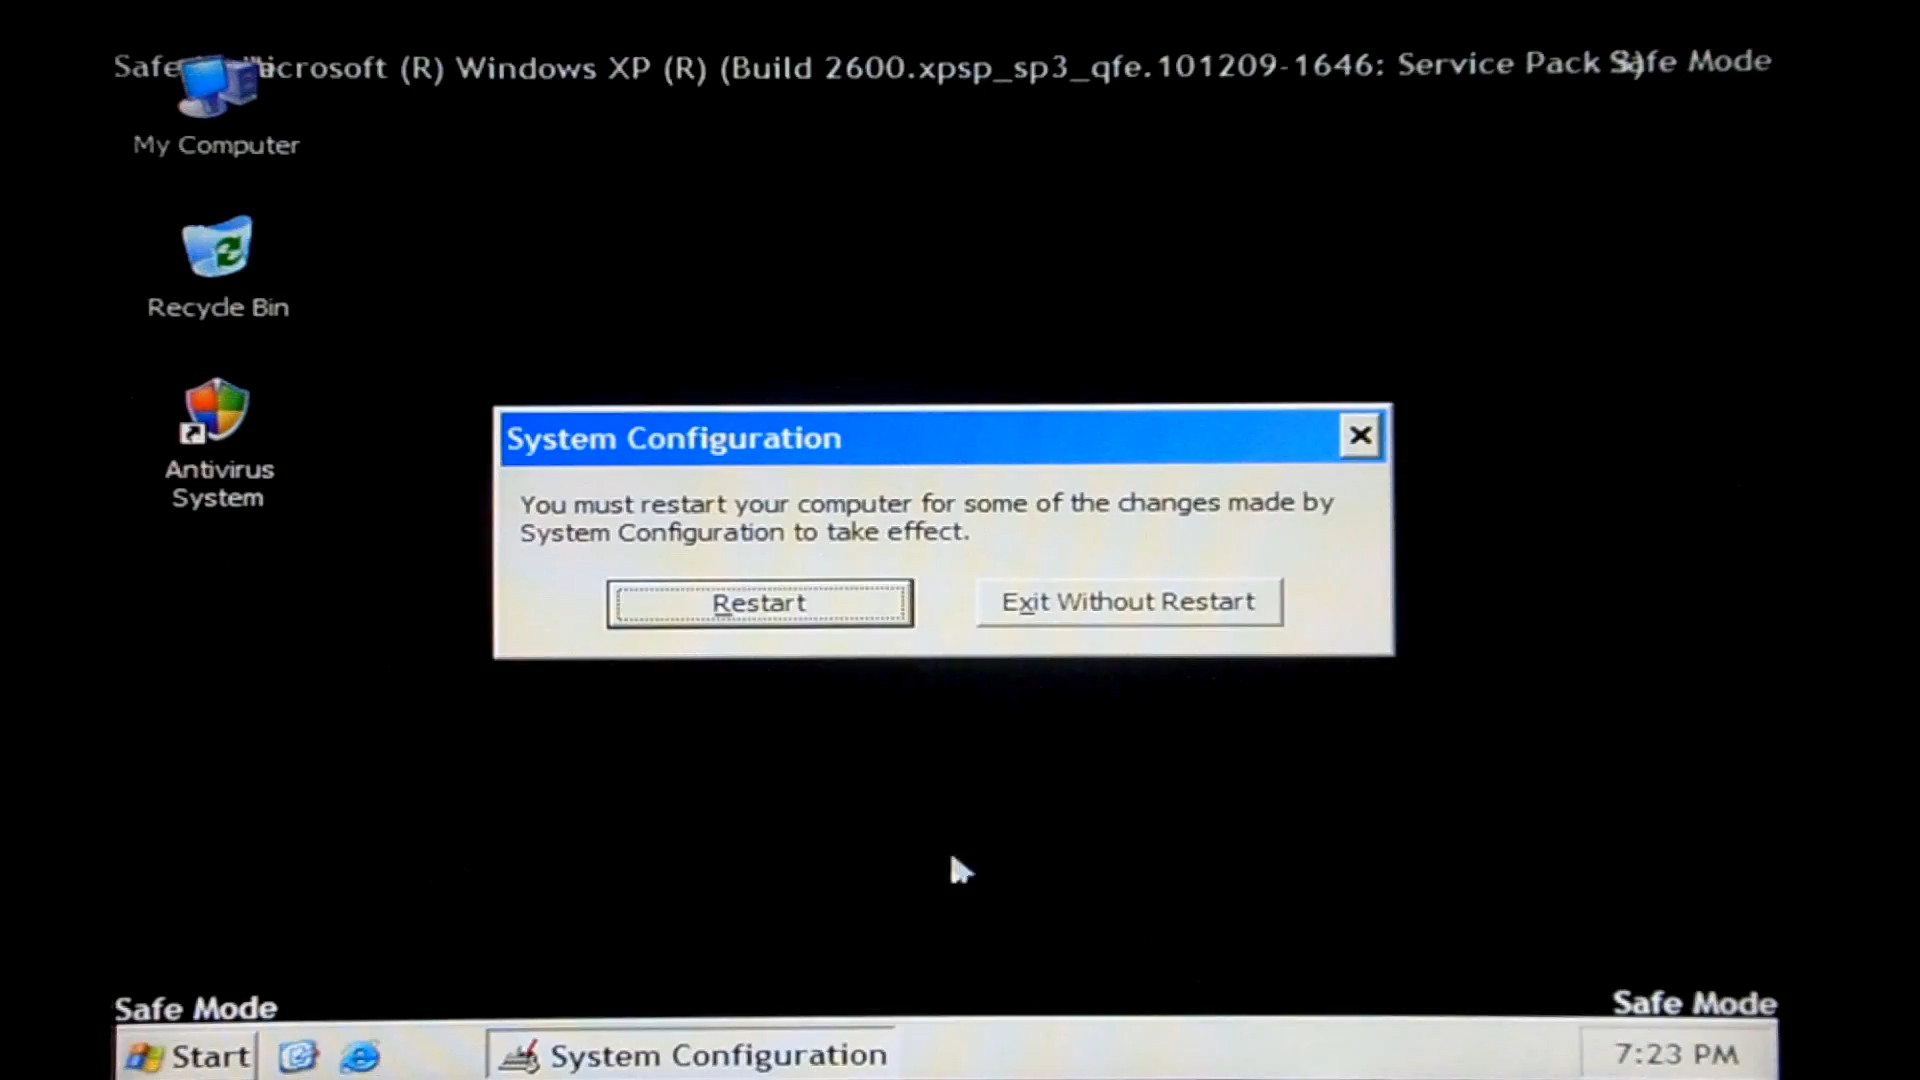 Safe Microsoft (R) Windows XP (R) (Build 2600.xpsp_sp3_qfe.101209-1646: Service Pack Safe Mode
My Computer
Recycle Bin
Antivirus
System
System Configuration
You must restart your computer for some of the changes made by
System Configuration to take effect.
Restart
Exit Without Restart
Safe Mode
Safe Mode
Start
System Configuration
7:23 PM